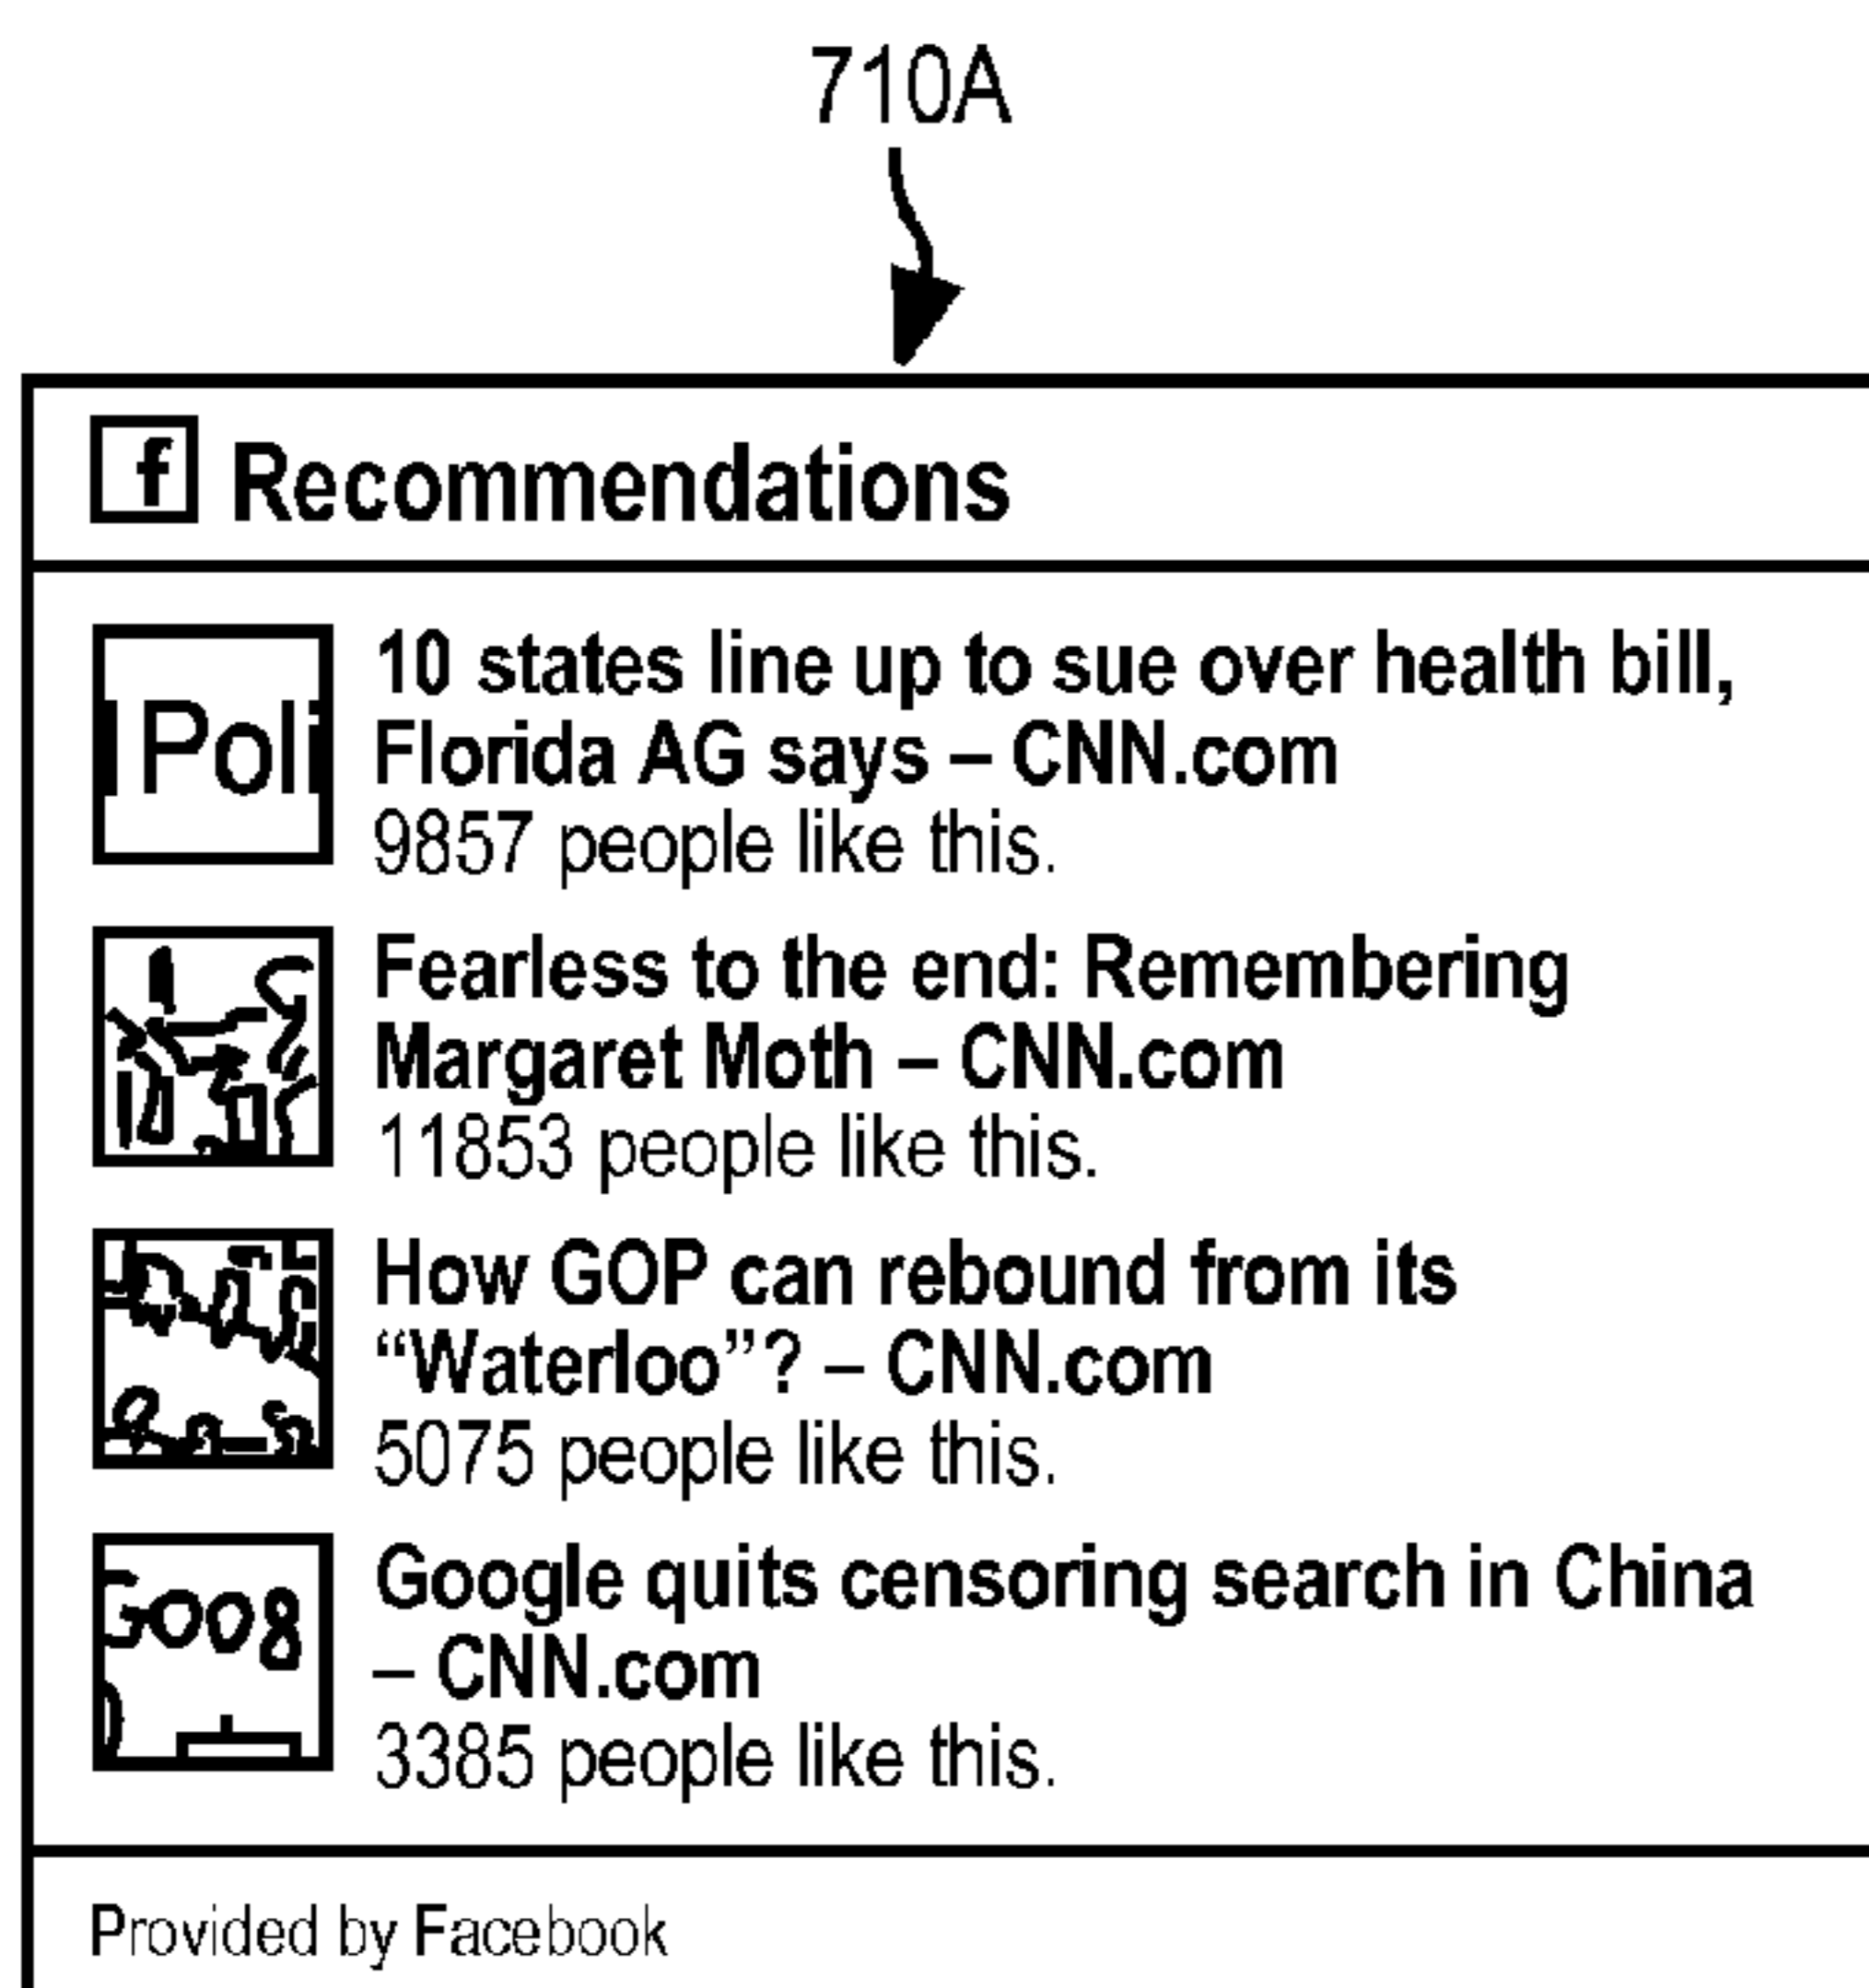 710A
f Recommendations
Poli
10 states line up to sue over health bill,
Florida AG says – CNN.com
9857 people like this.
Fearless to the end: Remembering
Margaret Moth – CNN.com
11853 people like this.
How GOP can rebound from its
“Waterloo”? – CNN.com
5075 people like this.
Goog
Google quits censoring search in China
– CNN.com
3385 people like this.
Provided by Facebook